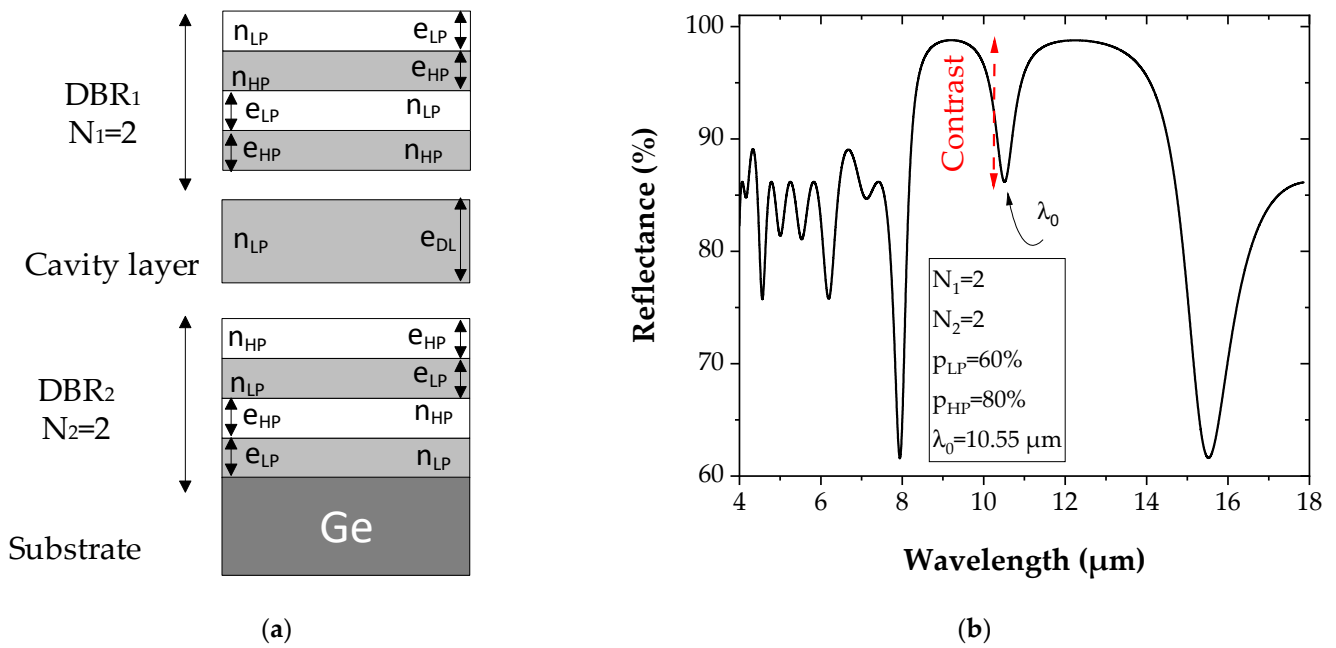 DBR₁
N₁=2
n_LP e_LP
n_HP e_HP
e_LP n_LP
e_HP n_HP
Cavity layer
n_LP e_DL
DBR₂
N₂=2
n_HP e_HP
n_LP e_LP
e_HP n_HP
e_LP n_LP
Substrate
Ge
(a)
Reflectance (%)
100
90
80
70
60
Contrast
λ₀
N₁=2
N₂=2
p_LP=60%
p_HP=80%
λ₀=10.55 μm
4 6 8 10 12 14 16 18
Wavelength (μm)
(b)